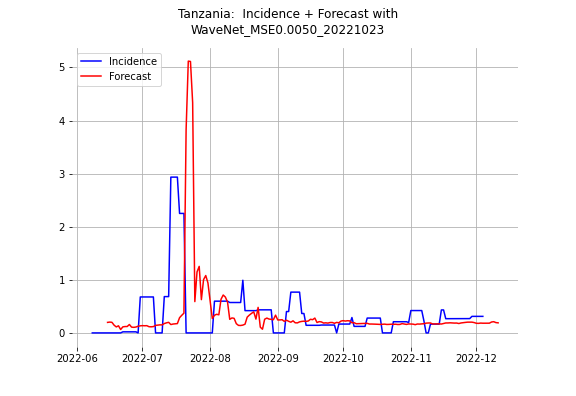 Tanzania:  Incidence + Forecast with
WaveNet_MSE0.0050_20221023
Incidence
Forecast
5
4
3
2
1
0
2022-06 2022-07 2022-08 2022-09 2022-10 2022-11 2022-12